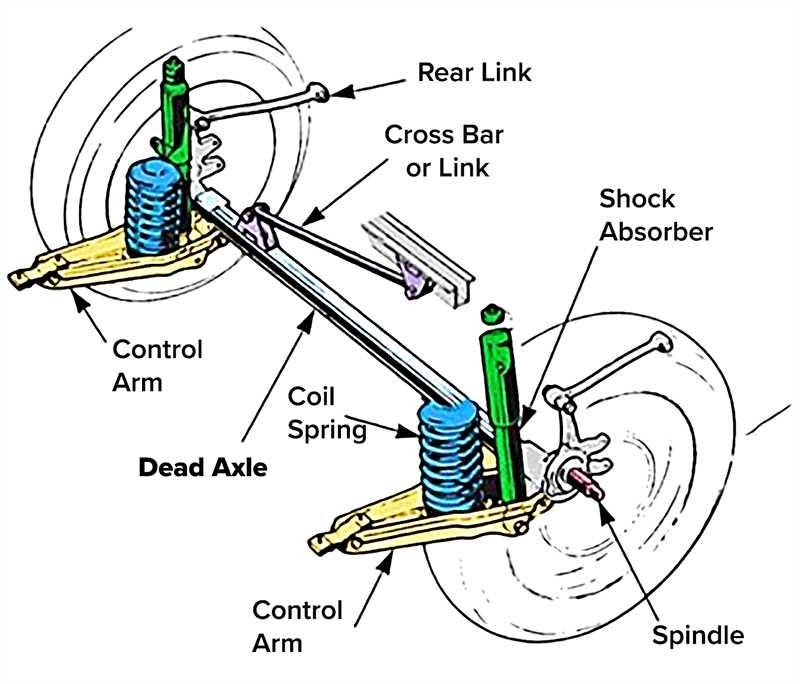 Rear Link
Cross Bar
or Link
Shock
Absorber
Control
Arm
Coil
Spring
Dead Axle
Control
Arm
Spindle